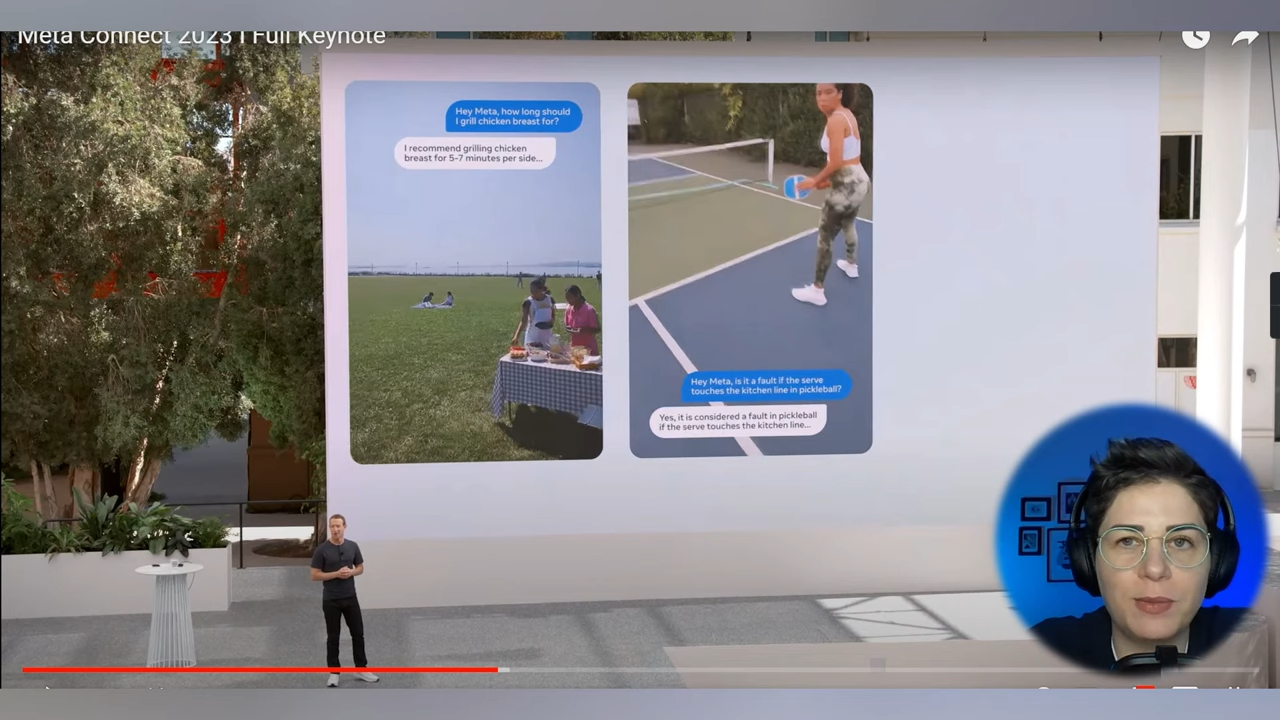 Meta Connect 2023 | Full Keynote
Hey Meta, how long should
I grill chicken breast for?
I recommend grilling chicken
breast for 5-7 minutes per side...
Hey Meta, is it a fault if the serve
touches the kitchen line in pickleball?
Yes, it is considered a fault in pickleball
if the serve touches the kitchen line...